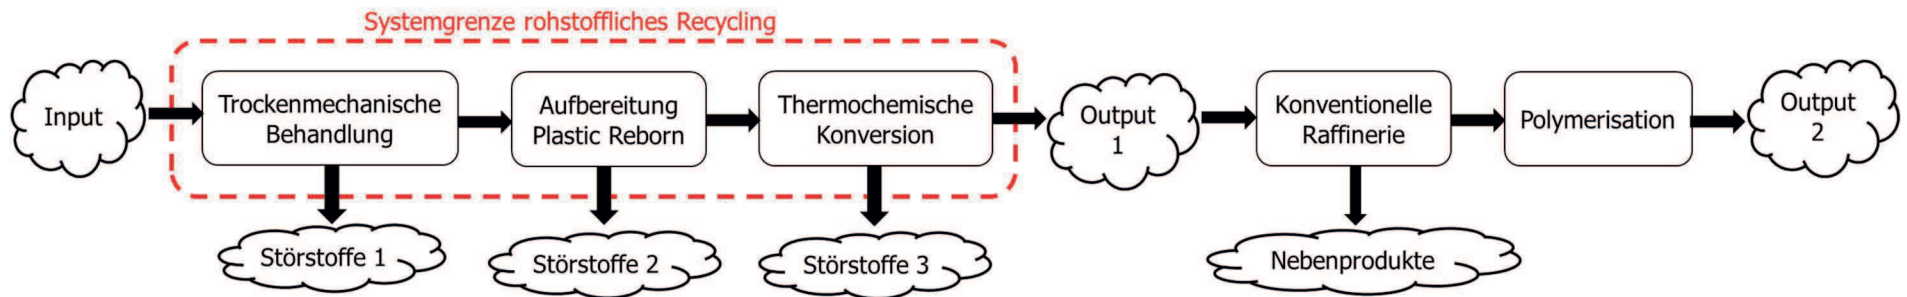 Systemgrenze rohstoffliches Recycling
Input
Trockenmechanische
Behandlung
Aufbereitung
Plastic Reborn
Thermochemische
Konversion
Output
1
Konventionelle
Raffinerie
Polymerisation
Output
2
Störstoffe 1
Störstoffe 2
Störstoffe 3
Nebenprodukte